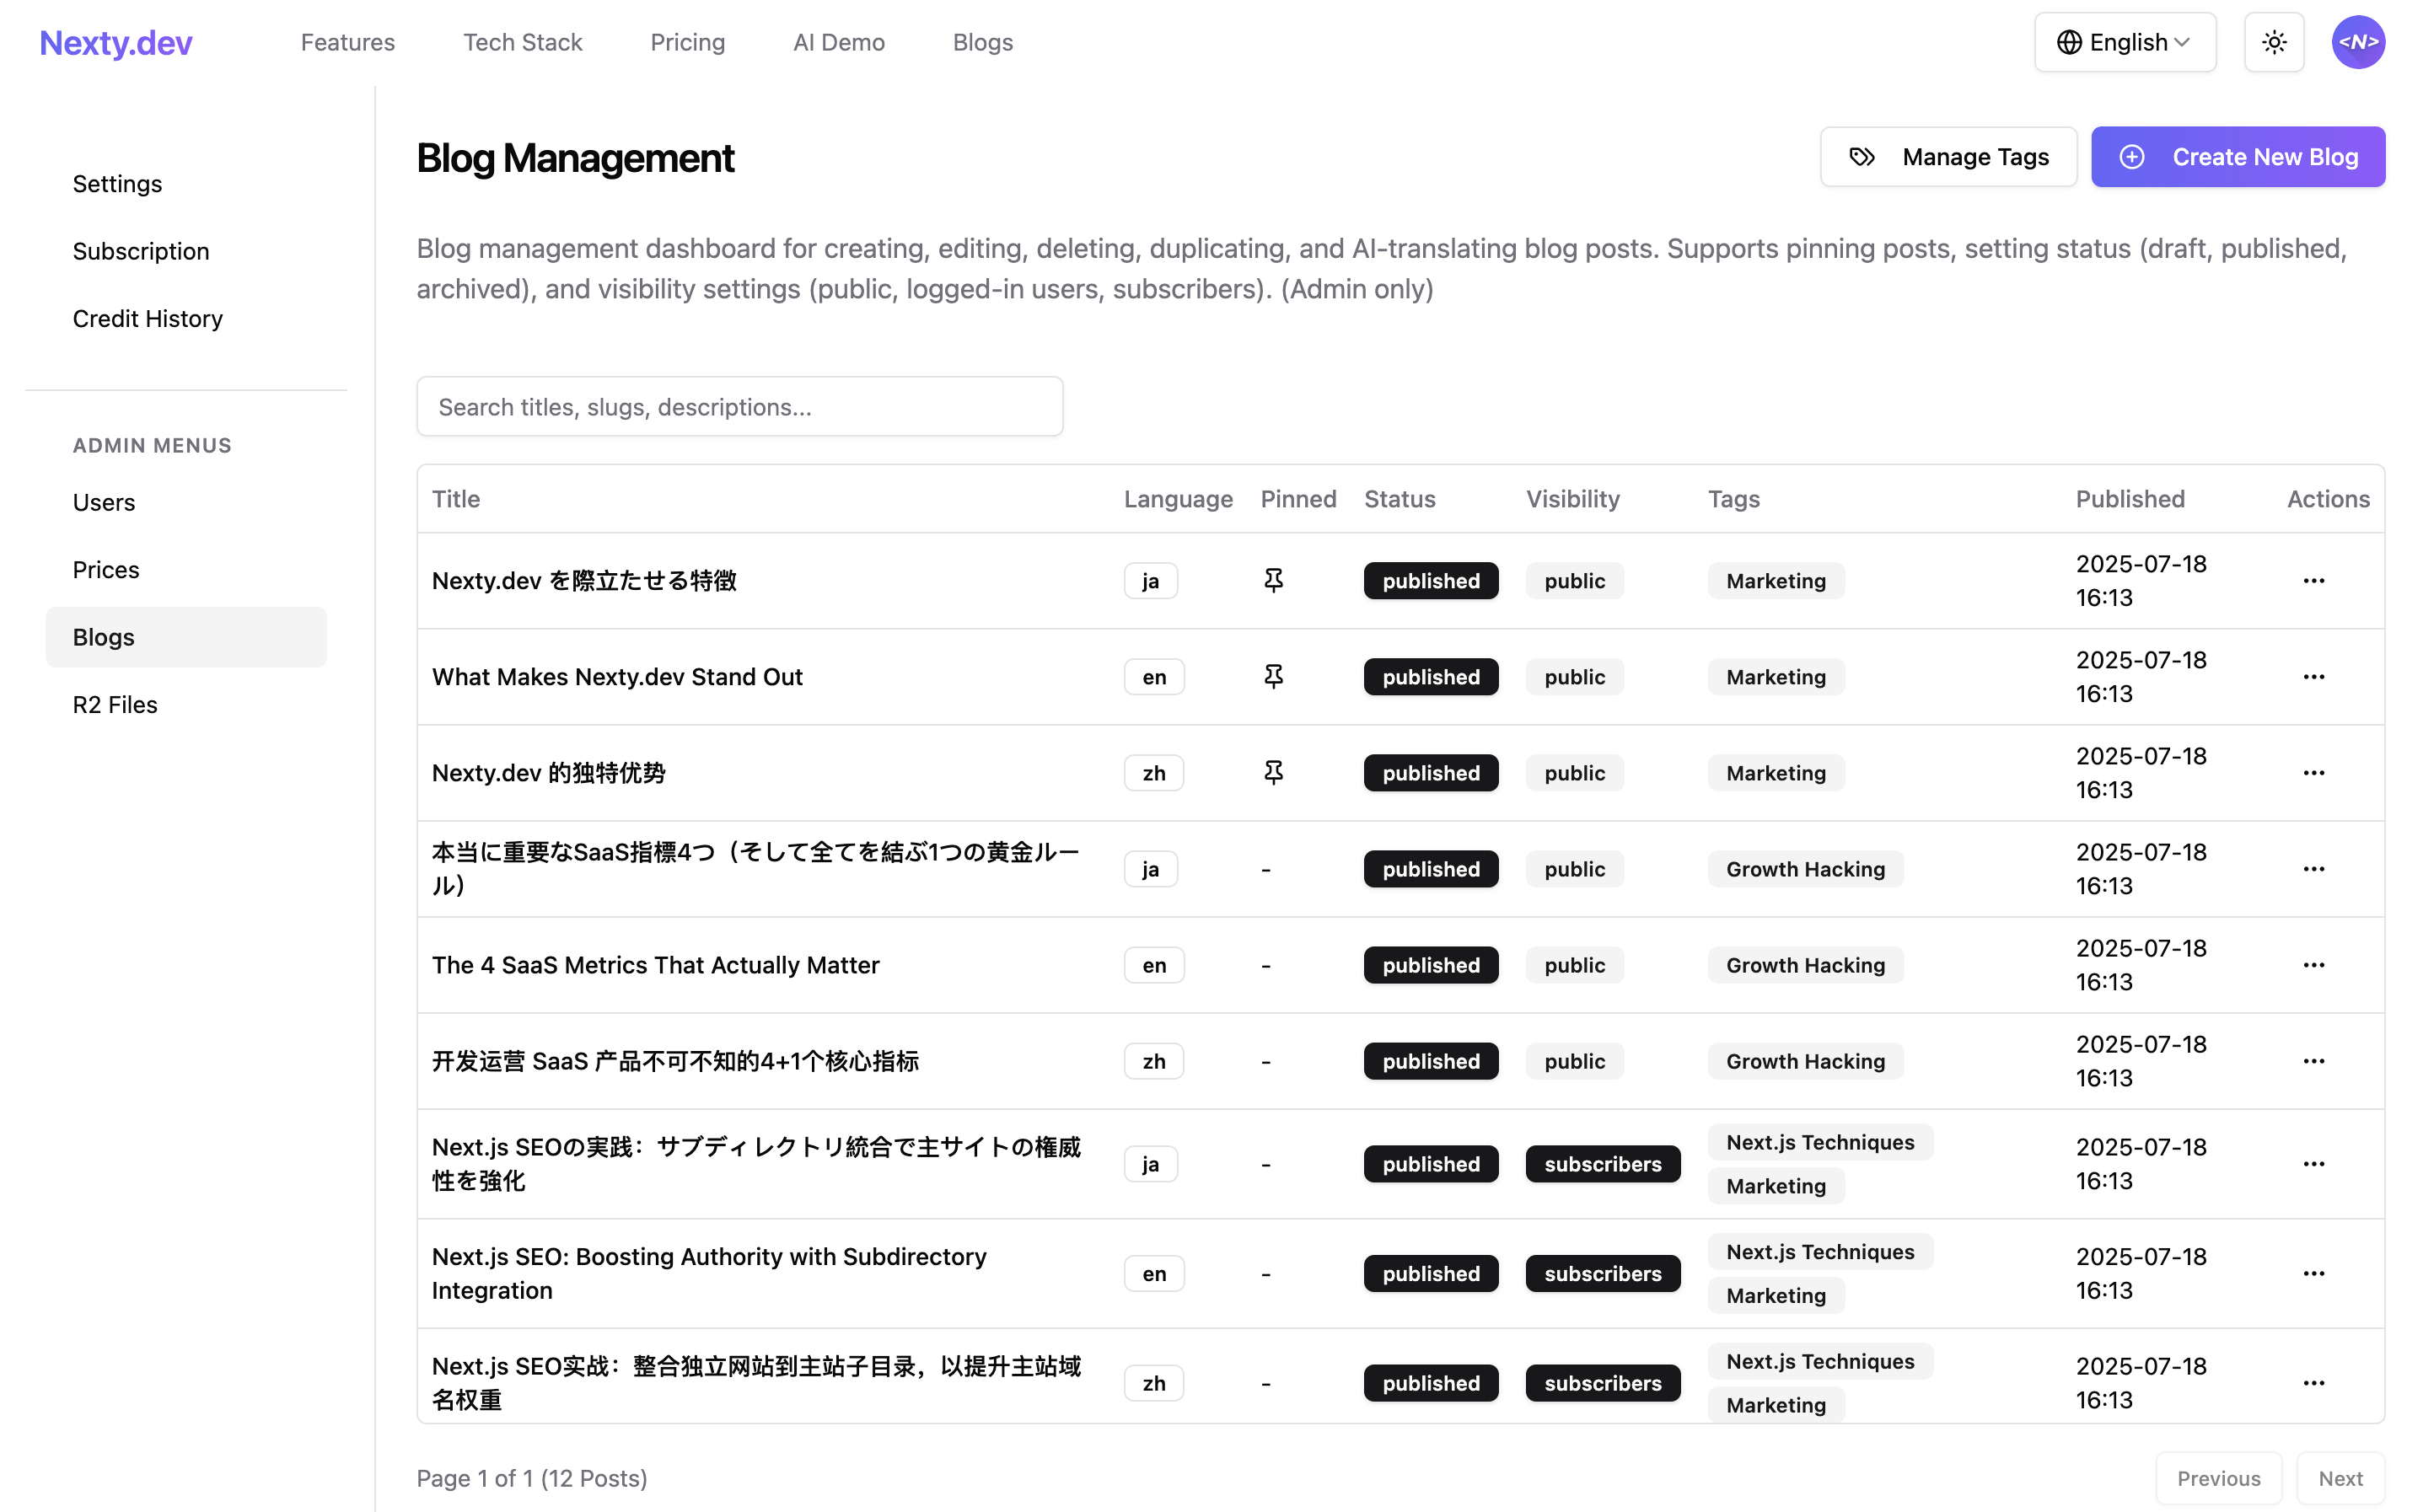 Nexty.dev
Features
Tech Stack
Pricing
AI Demo
Blogs
English
<N>
Settings
Subscription
Credit History
ADMIN MENUS
Users
Prices
Blogs
R2 Files
Blog Management
Manage Tags
Create New Blog
Blog management dashboard for creating, editing, deleting, duplicating, and AI-translating blog posts. Supports pinning posts, setting status (draft, published,
archived), and visibility settings (public, logged-in users, subscribers). (Admin only)
Search titles, slugs, descriptions...
Title Language Pinned Status Visibility Tags Published Actions
Nexty.dev を際立たせる特徴 ja published public Marketing 2025-07-18
16:13
What Makes Nexty.dev Stand Out en published public Marketing 2025-07-18
16:13
Nexty.dev 的独特优势 zh published public Marketing 2025-07-18
16:13
本当に重要なSaaS指標4つ（そして全てを結ぶ1つの黄金ルー
ル） ja - published public Growth Hacking 2025-07-18
16:13
The 4 SaaS Metrics That Actually Matter en - published public Growth Hacking 2025-07-18
16:13
开发运营 SaaS 产品不可不知的4+1个核心指标 zh - published public Growth Hacking 2025-07-18
16:13
Next.js SEOの実践：サブディレクトリ統合で主サイトの権威
性を強化 ja - published subscribers Next.js Techniques
Marketing 2025-07-18
16:13
Next.js SEO: Boosting Authority with Subdirectory
Integration en - published subscribers Next.js Techniques
Marketing 2025-07-18
16:13
Next.js SEO实战：整合独立网站到主站子目录，以提升主站域
名权重 zh - published subscribers Next.js Techniques
Marketing 2025-07-18
16:13
Page 1 of 1 (12 Posts)
Previous
Next